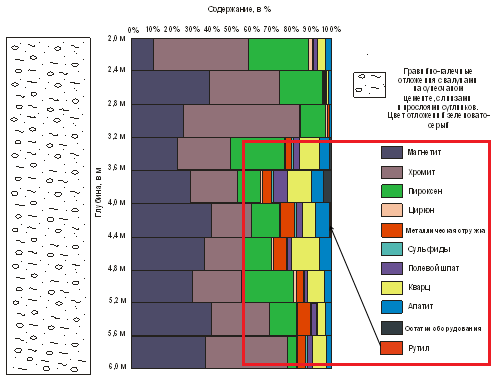 Содержание, в %
0% 10% 20% 30% 40% 50% 60% 70% 80% 90% 100%
2,0 м
2,4 м
2,8 м
3,2 м
3,6 м
4,0 м
4,4 м
4,8 м
5,2 м
5,6 м
6,0 м
Глубина, в м
Гравийно-галечные
отложения с валунами
на супесчаном
цементе, с линзами
и прослоями суглинков.
Цвет отложений зеленовато-
серый
Магнетит
Хромит
Пироксен
Циркон
Металлическая стружка
Сульфиды
Полевой шпат
Кварц
Апатит
Остатки оборудования
Рутил